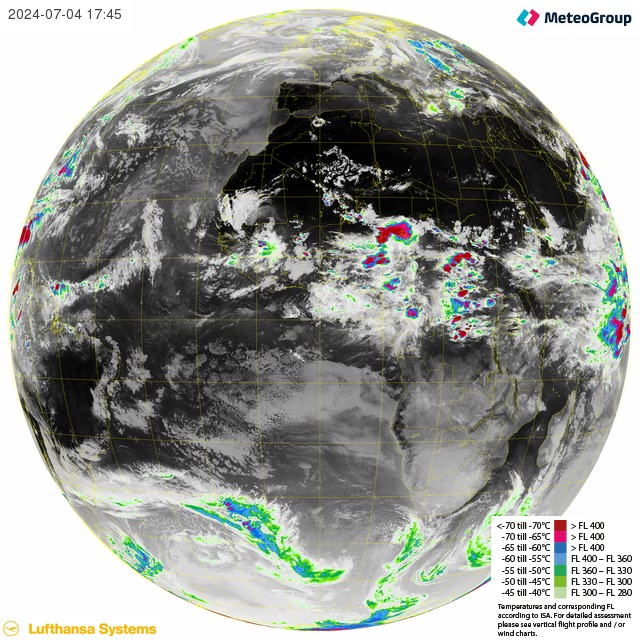 2024-07-04 17:45
MeteoGroup
<-70 till -70°C > FL 400
-70 till -65°C > FL 400
-65 till -60°C > FL 400
-60 till -55°C FL 400 – FL 360
-55 till -50°C FL 360 – FL 330
-50 till -45°C FL 330 – FL 300
-45 till -40°C FL 300 – FL 280
Temperatures and corresponding FL
according to ISA. For detailed assessment
please see vertical flight profile and / or
wind charts.
Lufthansa Systems